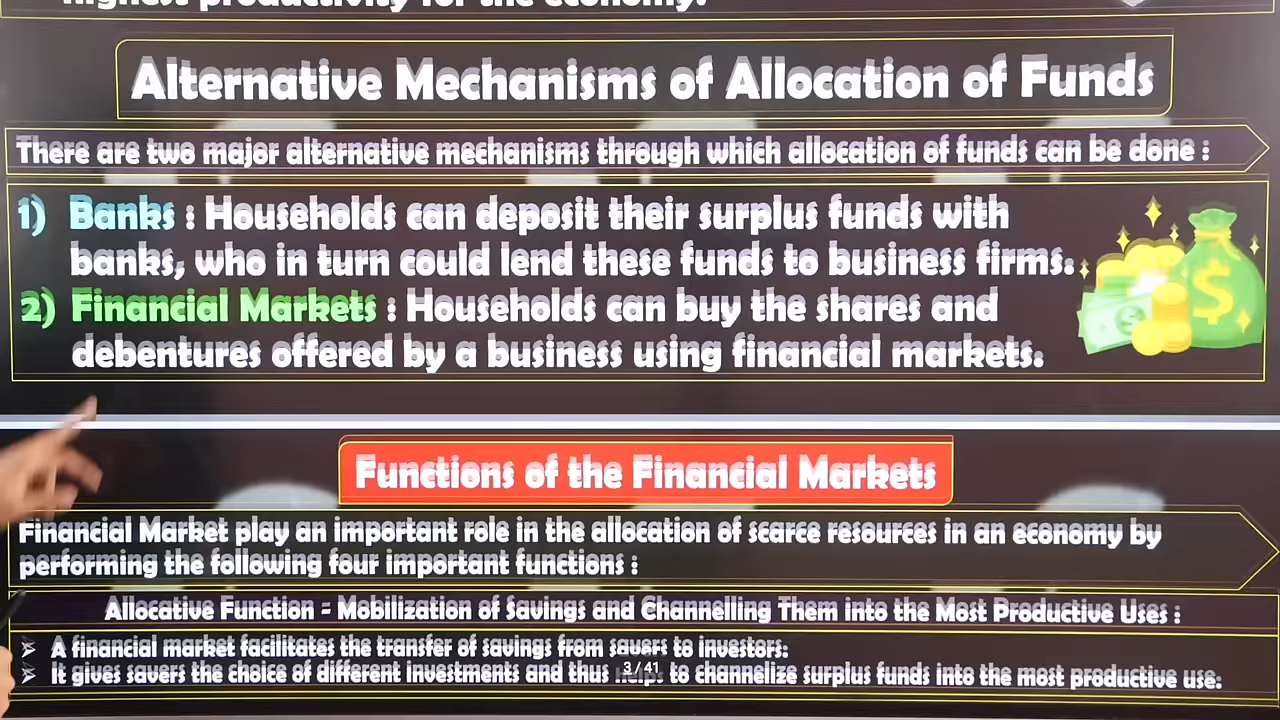 highest productivity for the economy.
Alternative Mechanisms of Allocation of Funds
There are two major alternative mechanisms through which allocation of funds can be done :
1) Banks : Households can deposit their surplus funds with
banks, who in turn could lend these funds to business firms.
2) Financial Markets : Households can buy the shares and
debentures offered by a business using financial markets.
Functions of the Financial Markets
Financial Market play an important role in the allocation of scarce resources in an economy by
performing the following four important functions :
Allocative Function - Mobilization of Savings and Channelling Them into the Most Productive Uses :
➢ A financial market facilitates the transfer of savings from savers to investors:
➢ It gives savers the choice of different investments and thus helps to channelize surplus funds into the most productive use:
3 / 41